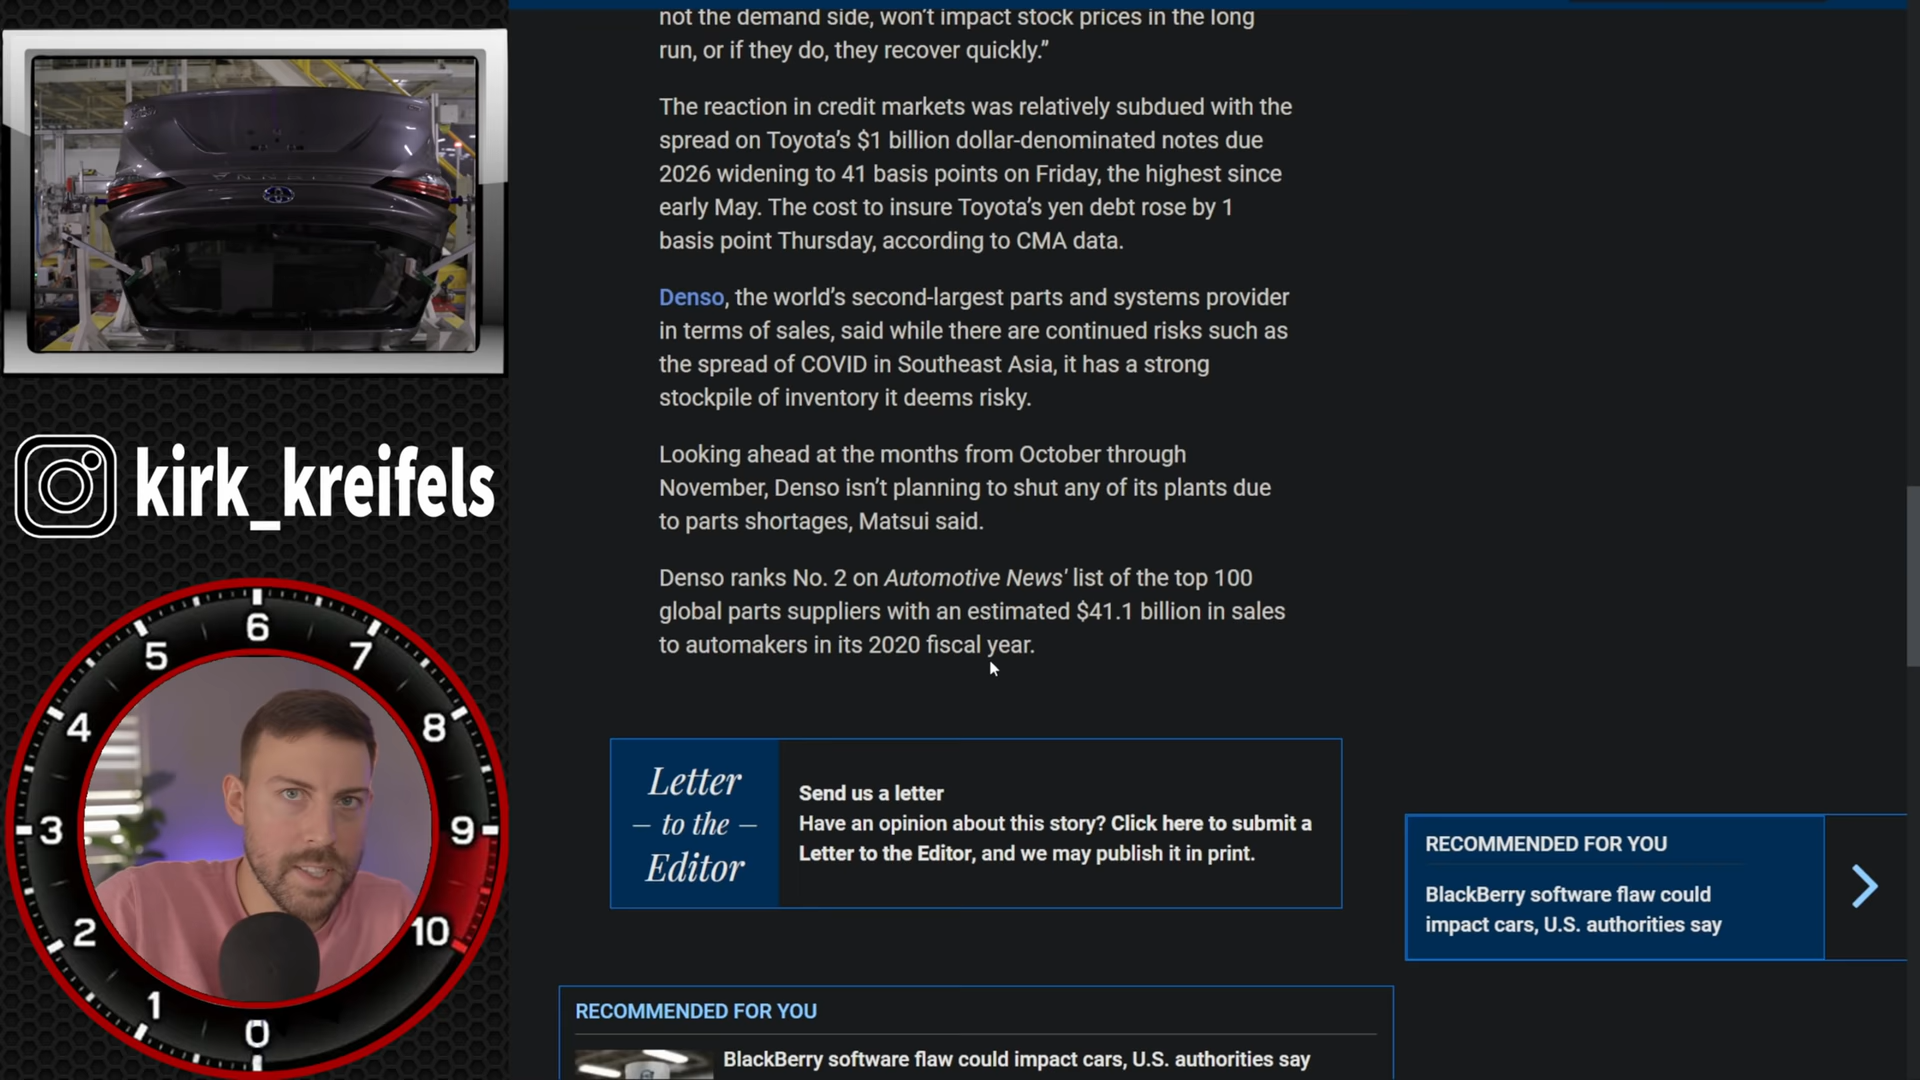 not the demand side, won't impact stock prices in the long
run, or if they do, they recover quickly.”
The reaction in credit markets was relatively subdued with the
spread on Toyota’s $1 billion dollar-denominated notes due
2026 widening to 41 basis points on Friday, the highest since
early May. The cost to insure Toyota’s yen debt rose by 1
basis point Thursday, according to CMA data.
Denso, the world’s second-largest parts and systems provider
in terms of sales, said while there are continued risks such as
the spread of COVID in Southeast Asia, it has a strong
stockpile of inventory it deems risky.
Looking ahead at the months from October through
November, Denso isn’t planning to shut any of its plants due
to parts shortages, Matsui said.
Denso ranks No. 2 on Automotive News' list of the top 100
global parts suppliers with an estimated $41.1 billion in sales
to automakers in its 2020 fiscal year.
Letter
– to the –
Editor
Send us a letter
Have an opinion about this story? Click here to submit a
Letter to the Editor, and we may publish it in print.
RECOMMENDED FOR YOU
BlackBerry software flaw could
impact cars, U.S. authorities say
RECOMMENDED FOR YOU
BlackBerry software flaw could impact cars, U.S. authorities say
kirk_kreifels
0
1
2
3
4
5
6
7
8
9
10